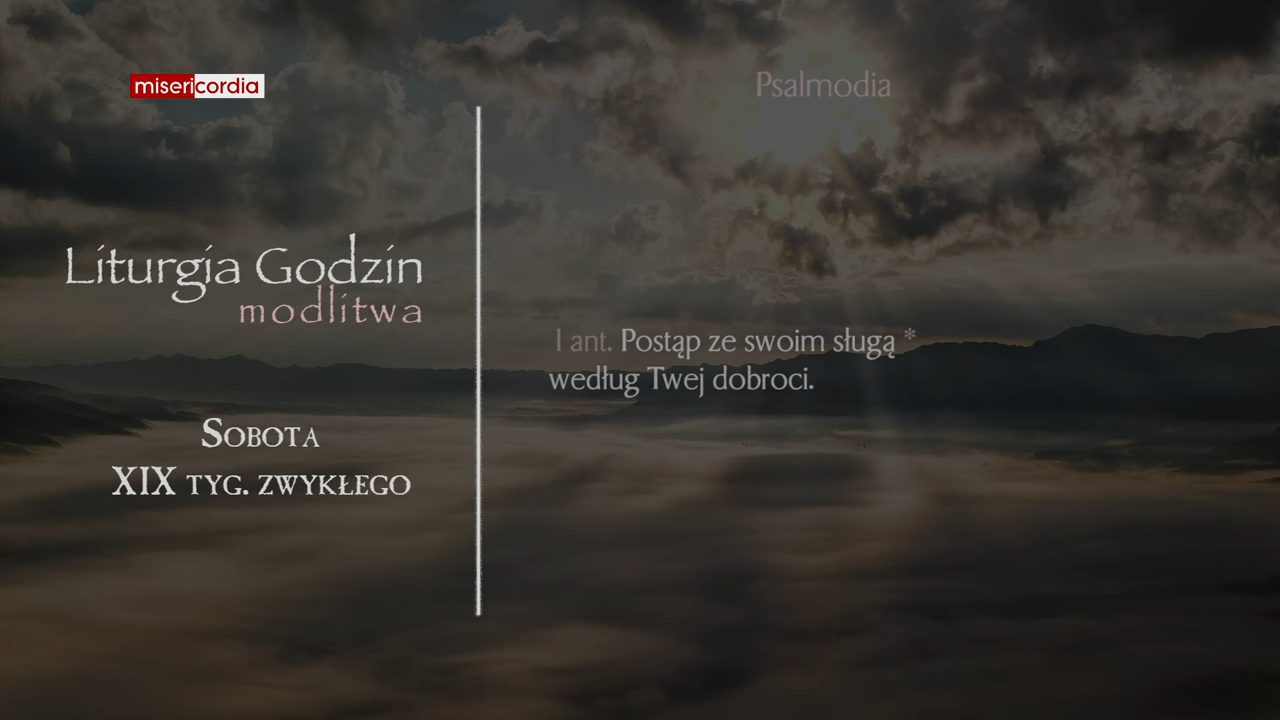 misericordia
Liturgia Godzin
modlitwa
Sobota
XIX tyg. zwykłego
Psalmodia
I ant. Postąp ze swoim sługą *
według Twej dobroci.